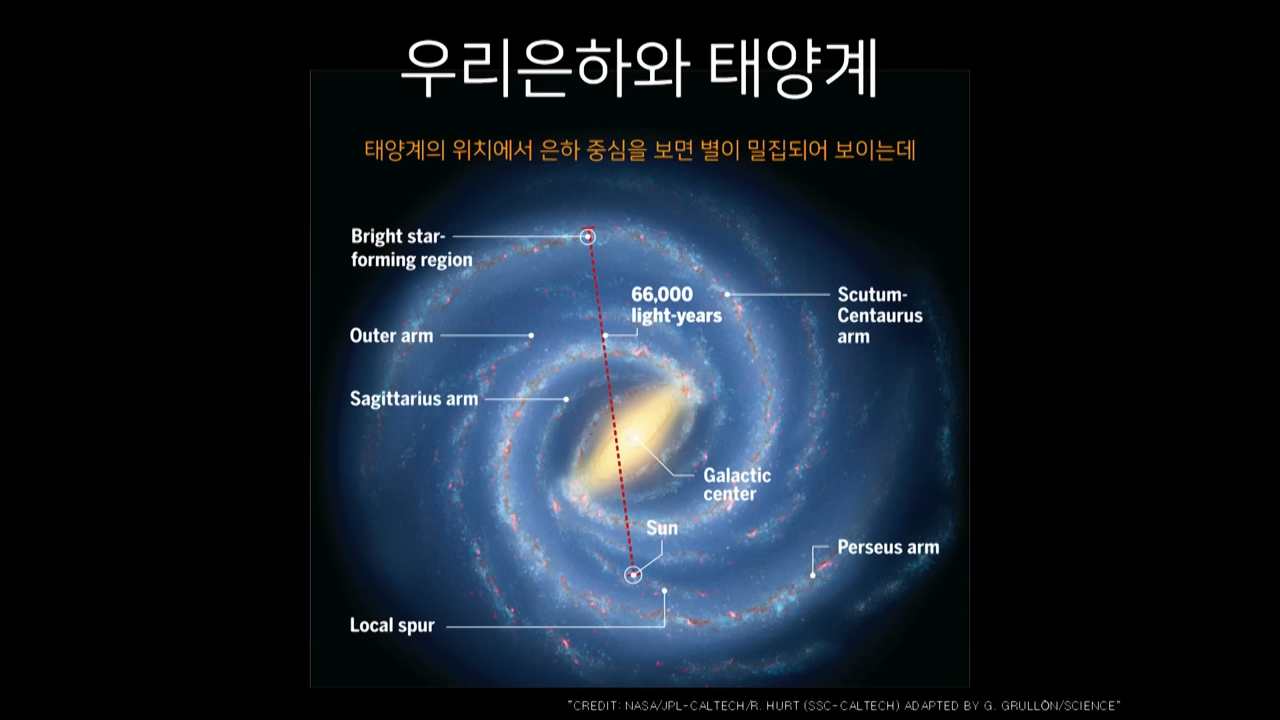 우리은하와 태양계
태양계의 위치에서 은하 중심을 보면 별이 밀집되어 보이는데
Bright star-
forming region
66,000
light-years
Scutum-
Centaurus
arm
Outer arm
Sagittarius arm
Galactic
center
Sun
Perseus arm
Local spur
"CREDIT: NASA/JPL-CALTECH/R. HURT (SSC-CALTECH) ADAPTED BY G. GRULLÓN/SCIENCE"